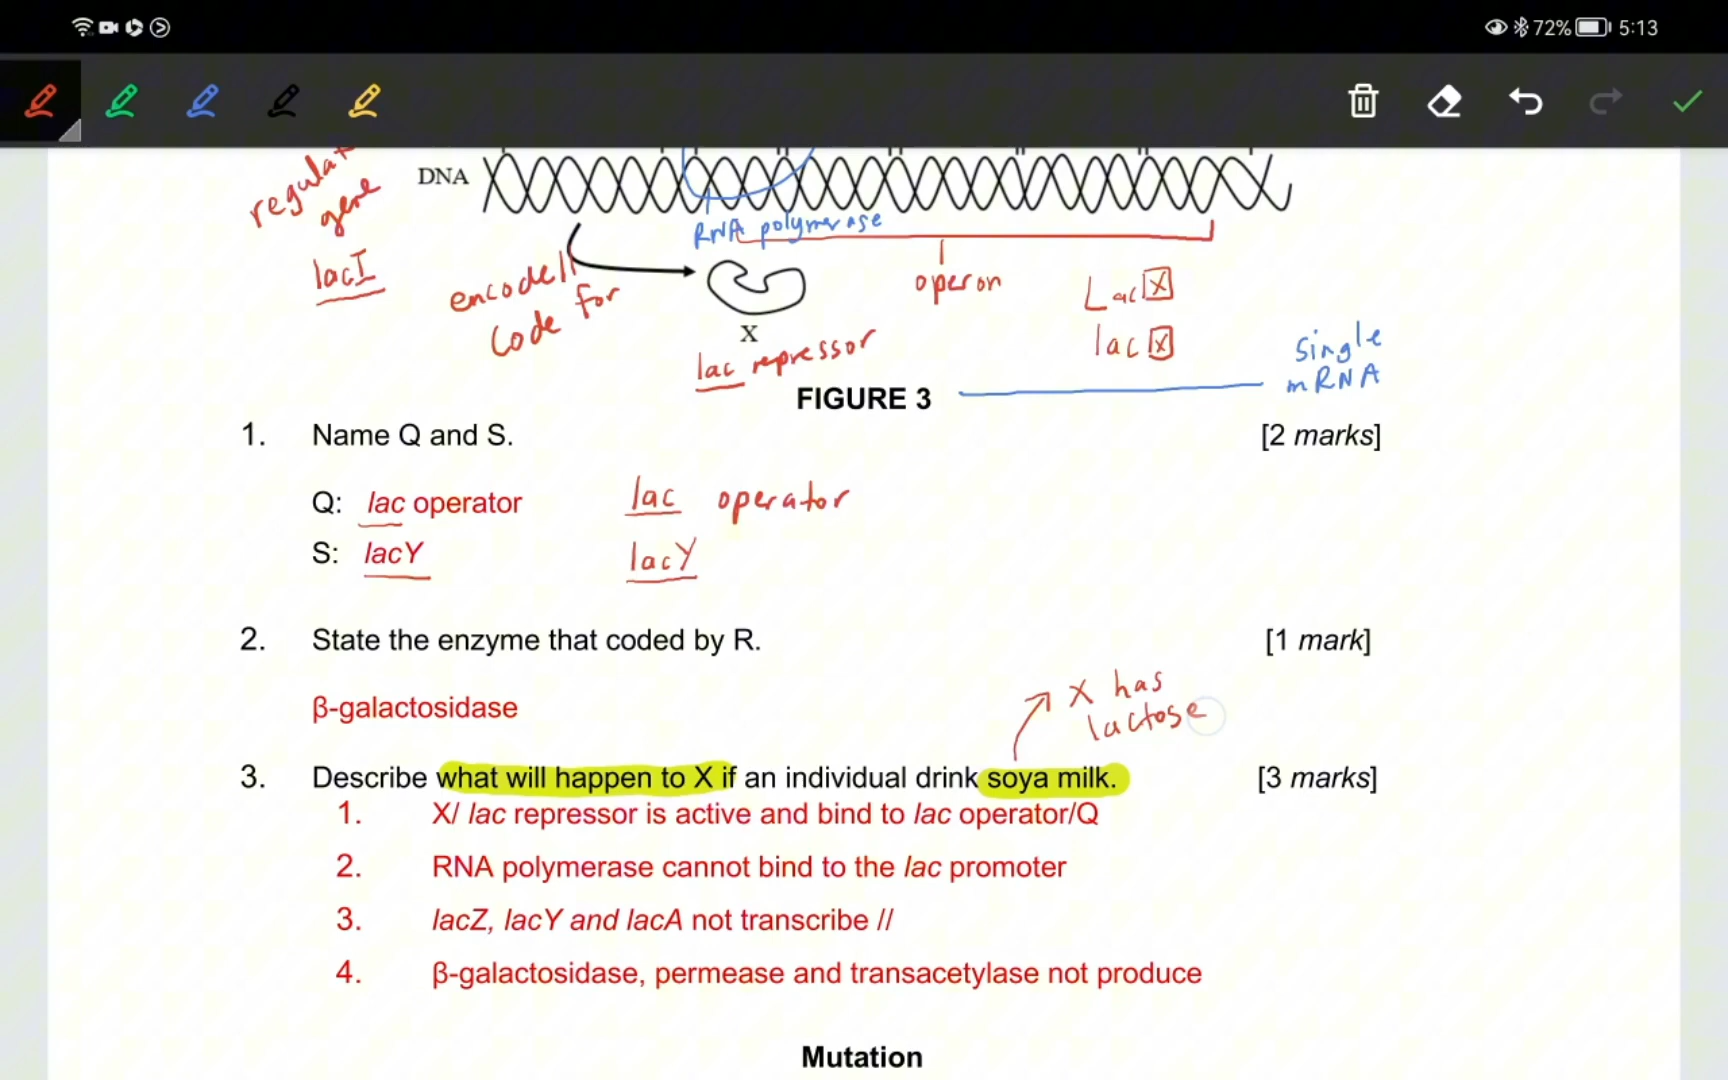 72% 5:13
regulat
gene
lacI
DNA
RNA polymerase
encode//
code for
X
lac repressor
operon
Lac X
lac X
single
mRNA
FIGURE 3
1. Name Q and S. [2 marks]
Q: lac operator lac operator
S: lacY lacY
2. State the enzyme that coded by R. [1 mark]
β-galactosidase
X has
lactose
3. Describe what will happen to X if an individual drink soya milk. [3 marks]
1. X/ lac repressor is active and bind to lac operator/Q
2. RNA polymerase cannot bind to the lac promoter
3. lacZ, lacY and lacA not transcribe //
4. β-galactosidase, permease and transacetylase not produce
Mutation